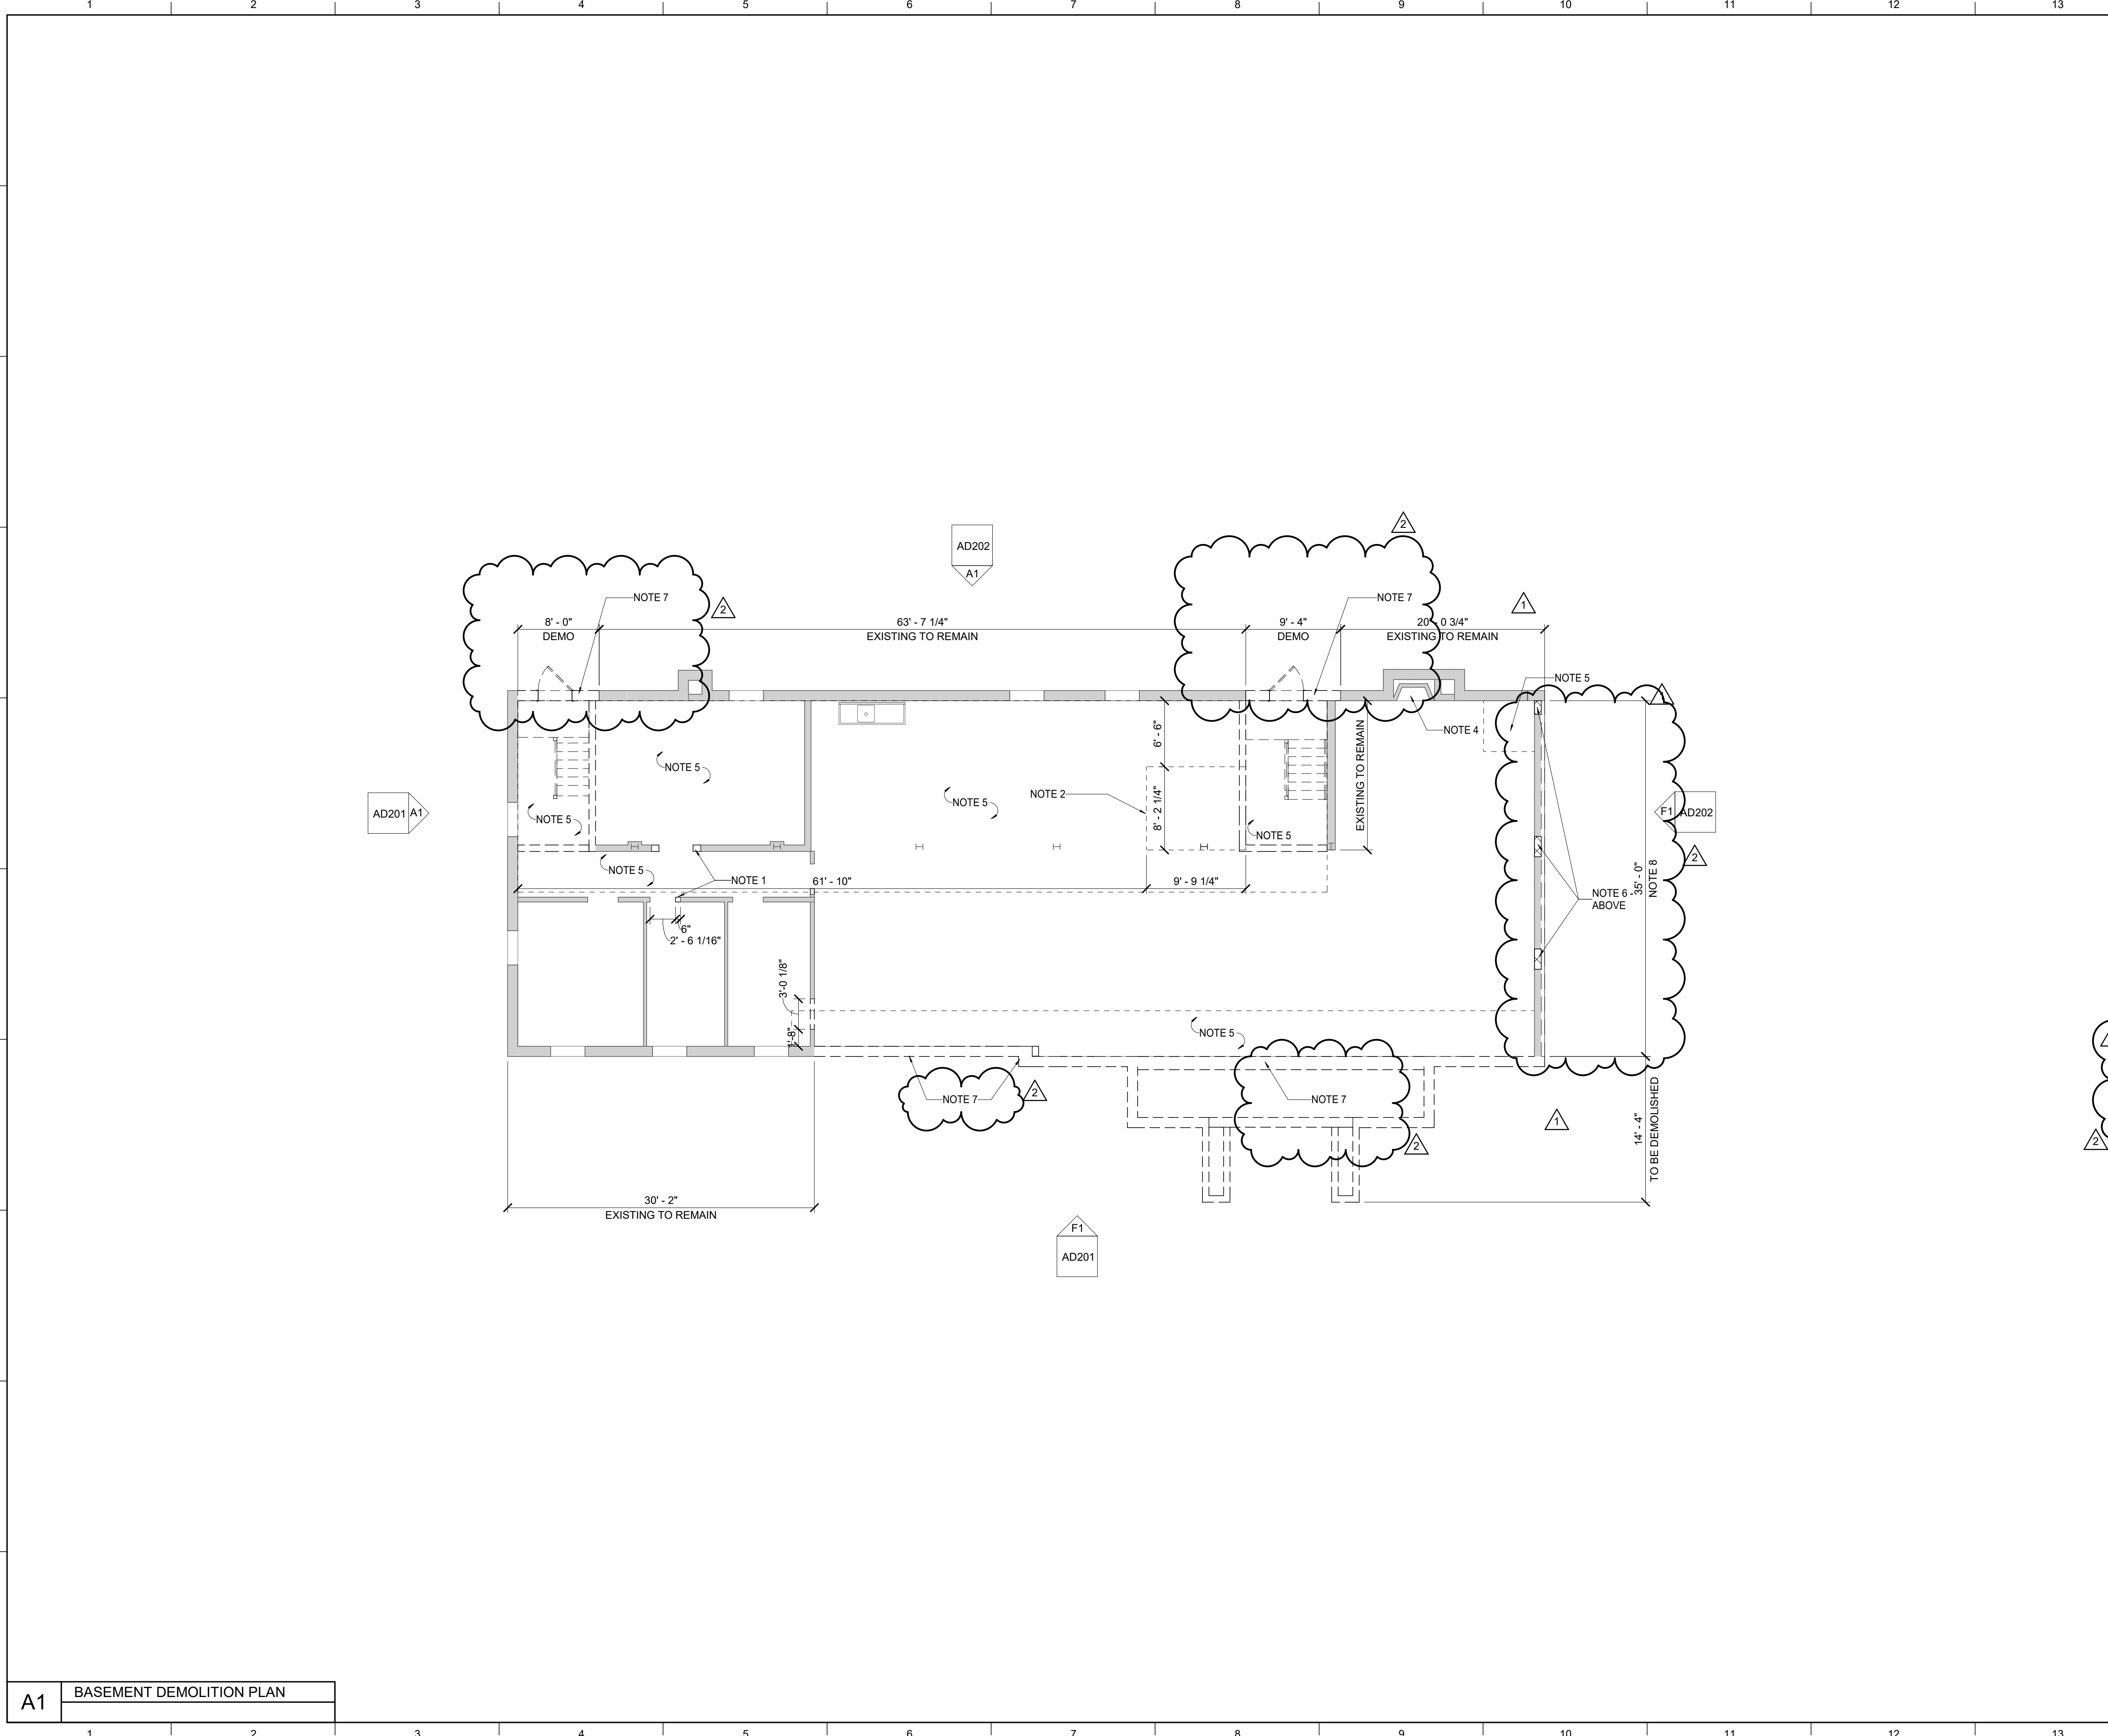 1 2 3 4 5 6 7 8 9 10 11 12 13
AD202
A1
2
2
1
NOTE 7
NOTE 7
8' - 0"
DEMO
63' - 7 1/4"
EXISTING TO REMAIN
9' - 4"
DEMO
20' - 0 3/4"
EXISTING TO REMAIN
NOTE 5
NOTE 4
6' - 6"
EXISTING TO REMAIN
NOTE 5
NOTE 2
NOTE 5
8' - 2 1/4"
AD201 A1
F1 AD202
NOTE 5
NOTE 5
2
NOTE 5
NOTE 1
61' - 10"
9' - 9 1/4"
NOTE 6 -
ABOVE
35' - 0"
NOTE 8
6"
2' - 6 1/16"
3'-0 1/8"
NOTE 5
NOTE 7
2
NOTE 7
1
2
14' - 4"
TO BE DEMOLISHED
2
30' - 2"
EXISTING TO REMAIN
F1
AD201
A1
BASEMENT DEMOLITION PLAN
1 2 3 4 5 6 7 8 9 10 11 12 13